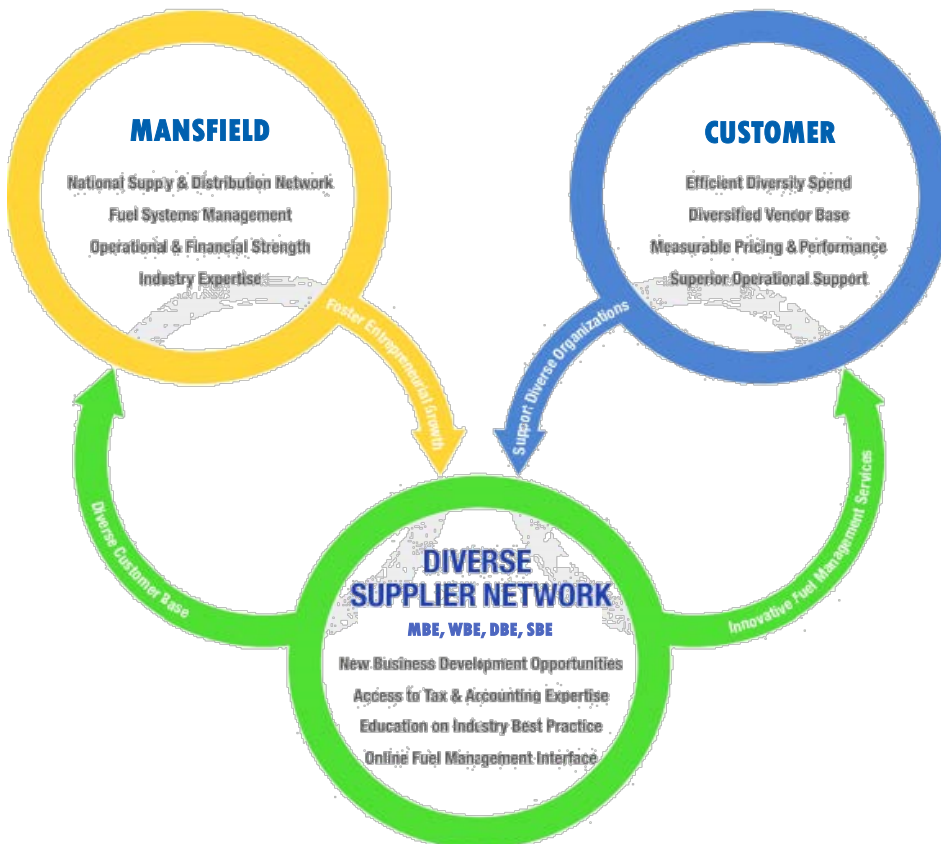 MANSFIELD
National Supply & Distribution Network
Fuel Systems Management
Operational & Financial Strength
Industry Expertise
CUSTOMER
Efficient Diversity Spend
Diversified Vencor Base
Measurable Pricing & Performance
Superior Operational Support
Foster Entrepreneurial Growth
Support Diverse Organizations
Diverse Customer Base
Innovative Fuel Management Services
DIVERSE
SUPPLIER NETWORK
MBE, WBE, DBE, SBE
New Business Development Opportunities
Access to Tax & Accounting Expertise
Education on Industry Best Practice
Online Fuel Management Interface